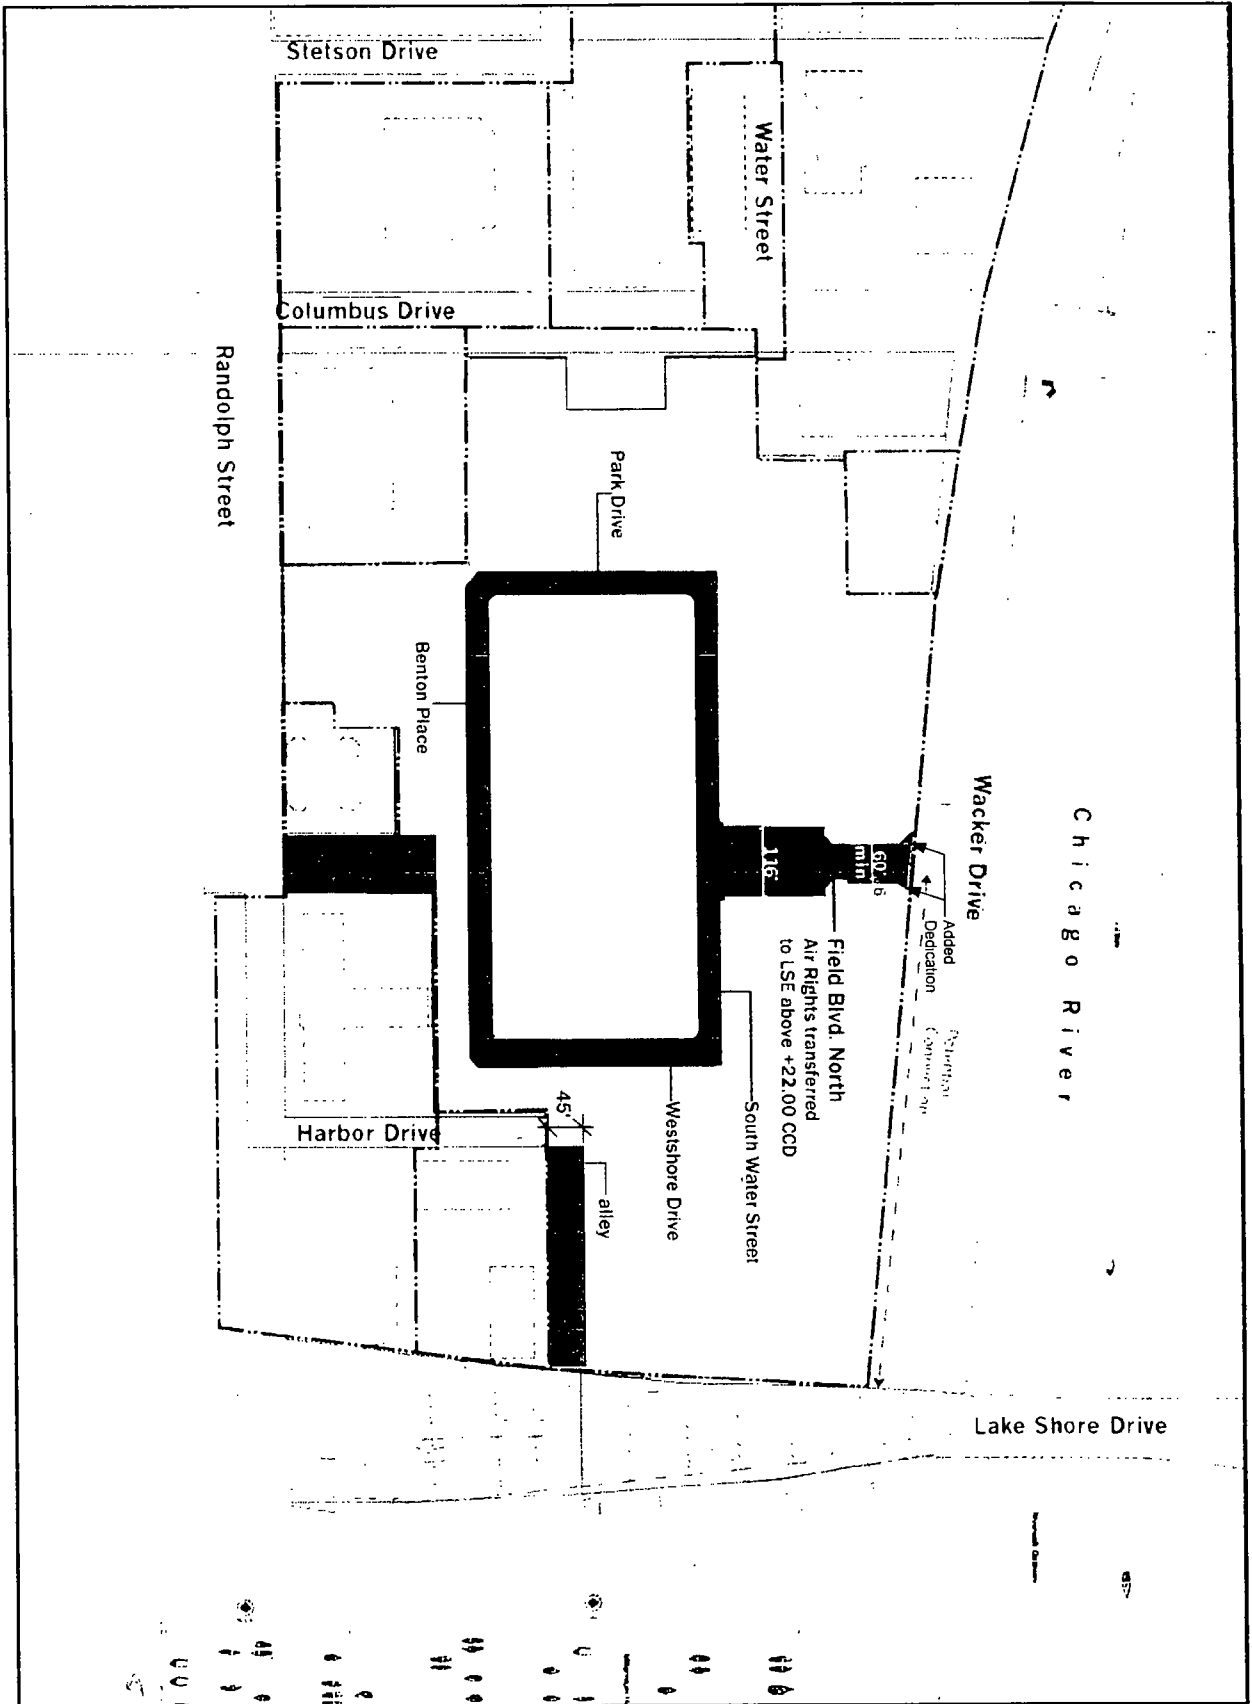 Stetson Drive
Water Street
Columbus Drive
Randolph Street
Park Drive
Benton Place
Wacker Drive
Chicago River
Added
Dedication
60'
min
116'
Field Blvd. North
Air Rights transferred
to LSE above +22.00 CCD
South Water Street
Westshore Drive
45'
alley
Harbor Drive
Lake Shore Drive